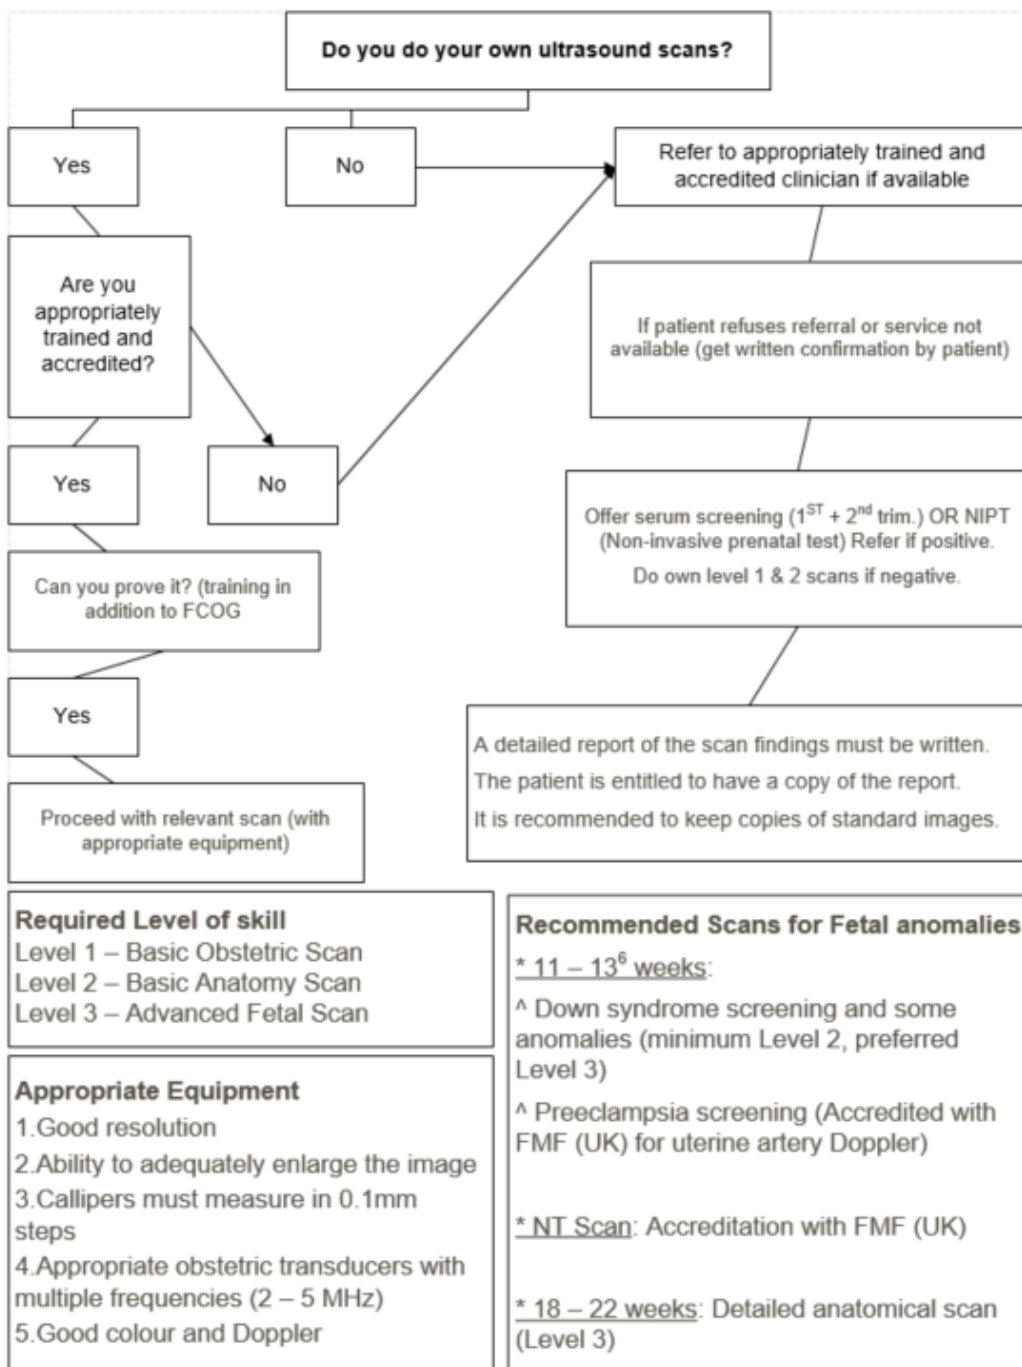 Do you do your own ultrasound scans?
Yes
No
Refer to appropriately trained and
accredited clinician if available
Are you
appropriately
trained and
accredited?
If patient refuses referral or service not
available (get written confirmation by patient)
Yes
No
Offer serum screening (1ST + 2nd trim.) OR NIPT
(Non-invasive prenatal test) Refer if positive.
Do own level 1 & 2 scans if negative.
Can you prove it? (training in
addition to FCOG
Yes
A detailed report of the scan findings must be written.
The patient is entitled to have a copy of the report.
It is recommended to keep copies of standard images.
Proceed with relevant scan (with
appropriate equipment)
Required Level of skill
Level 1 – Basic Obstetric Scan
Level 2 – Basic Anatomy Scan
Level 3 – Advanced Fetal Scan
Appropriate Equipment
1.Good resolution
2.Ability to adequately enlarge the image
3.Callipers must measure in 0.1mm
steps
4.Appropriate obstetric transducers with
multiple frequencies (2 – 5 MHz)
5.Good colour and Doppler
Recommended Scans for Fetal anomalies
* 11 – 13⁶ weeks:
^ Down syndrome screening and some
anomalies (minimum Level 2, preferred
Level 3)
^ Preeclampsia screening (Accredited with
FMF (UK) for uterine artery Doppler)
* NT Scan: Accreditation with FMF (UK)
* 18 – 22 weeks: Detailed anatomical scan
(Level 3)